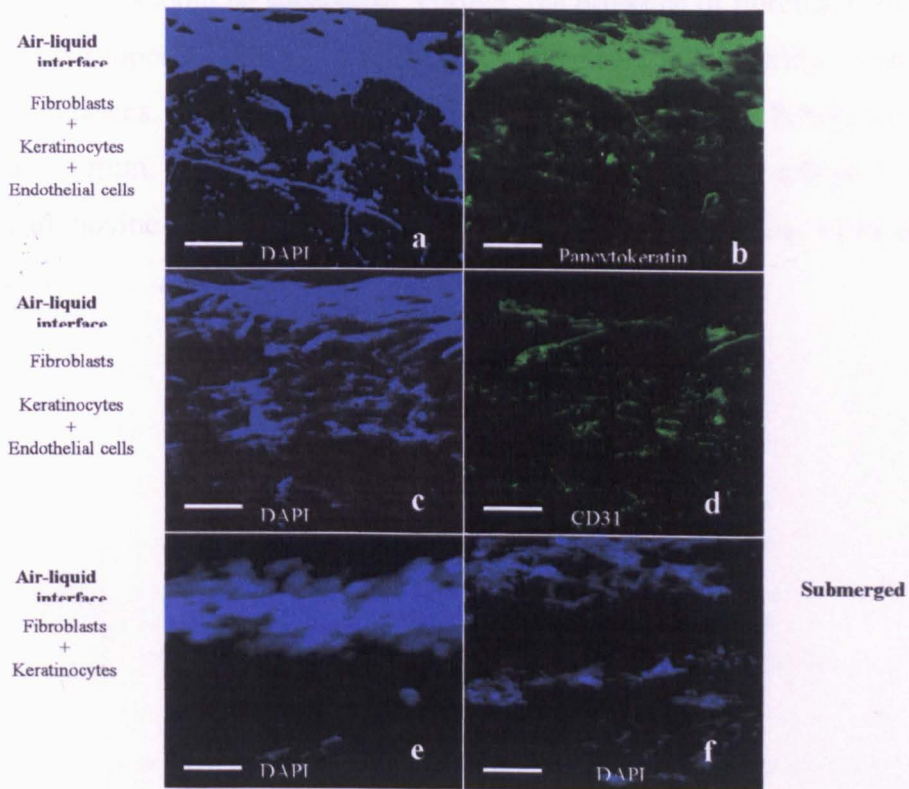 Air-liquid
interface
Fibroblasts
+
Keratinocytes
+
Endothelial cells
a
DAPI
b
Pancytokeratin
Air-liquid
interface
Fibroblasts
Keratinocytes
+
Endothelial cells
c
DAPI
d
CD31
Air-liquid
interface
Fibroblasts
+
Keratinocytes
e
DAPI
f
DAPI
Submerged